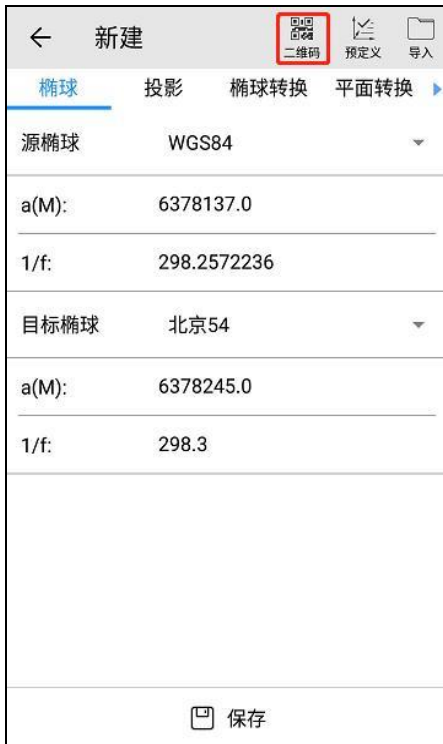 新建
二维码 预定义 导入
椭球 投影 椭球转换 平面转换
源椭球 WGS84
a(M): 6378137.0
1/f: 298.2572236
目标椭球 北京54
a(M): 6378245.0
1/f: 298.3
保存